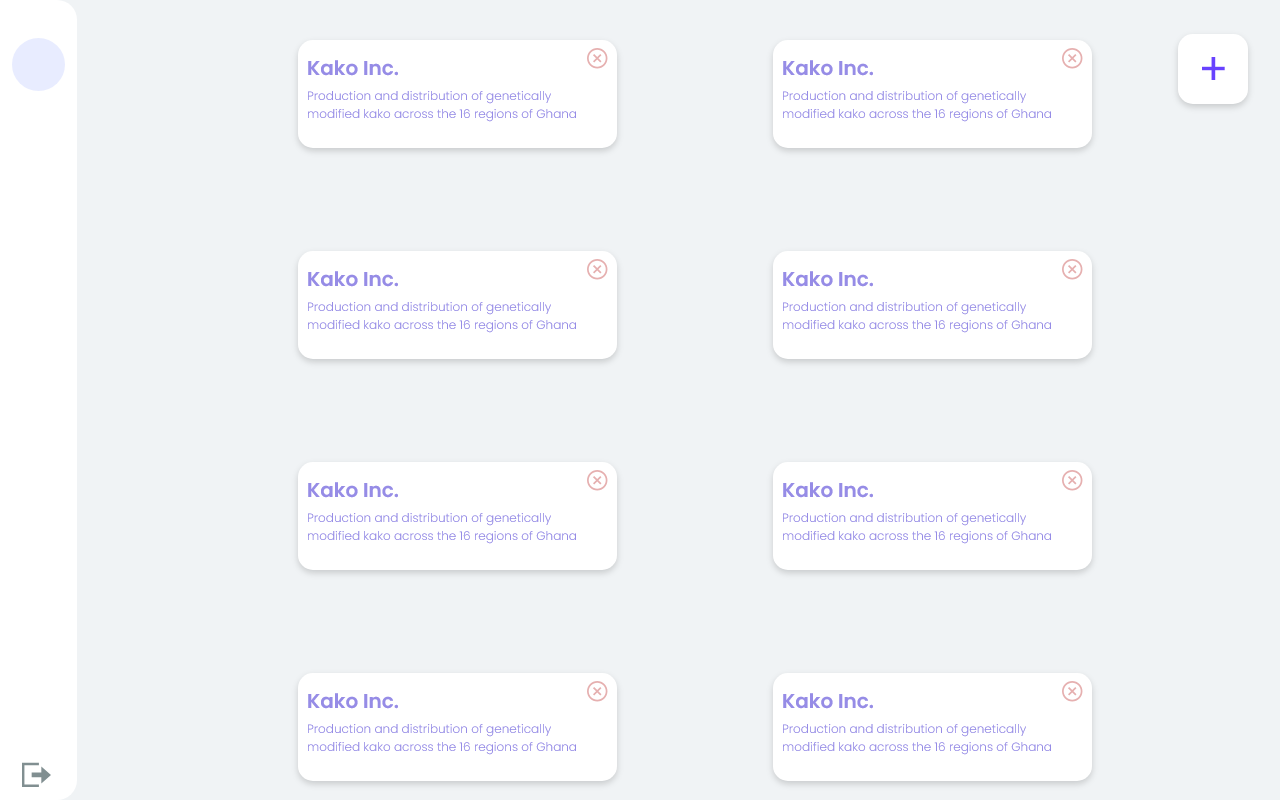 Kako Inc.
Production and distribution of genetically
modified kako across the 16 regions of Ghana
Kako Inc.
Production and distribution of genetically
modified kako across the 16 regions of Ghana
Kako Inc.
Production and distribution of genetically
modified kako across the 16 regions of Ghana
Kako Inc.
Production and distribution of genetically
modified kako across the 16 regions of Ghana
Kako Inc.
Production and distribution of genetically
modified kako across the 16 regions of Ghana
Kako Inc.
Production and distribution of genetically
modified kako across the 16 regions of Ghana
Kako Inc.
Production and distribution of genetically
modified kako across the 16 regions of Ghana
Kako Inc.
Production and distribution of genetically
modified kako across the 16 regions of Ghana